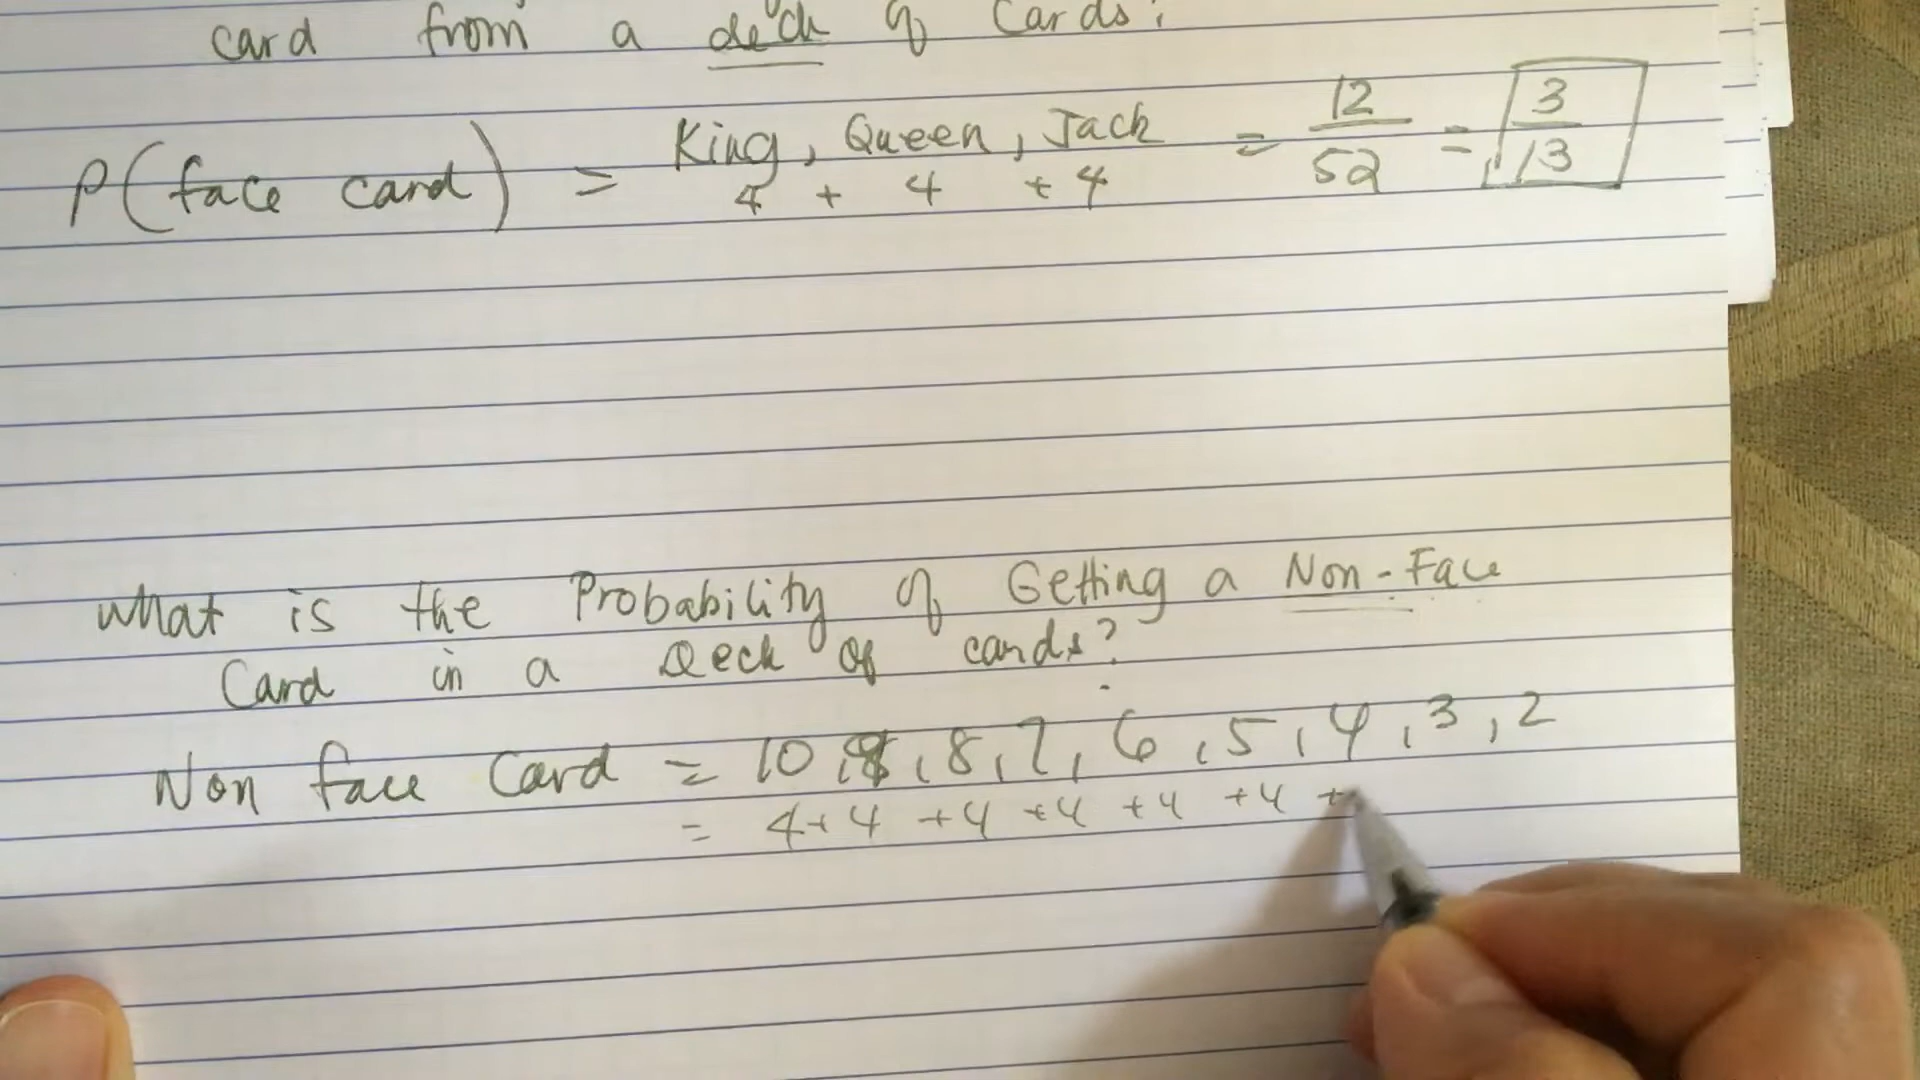 card from a deck of Cards.
P(face card) = King, Queen, Jack = 12/52 = 3/13
4 + 4 + 4
What is the Probability of Getting a Non-Face
Card in a Deck of cards?
Non face Card = 10, 9, 8, 7, 6, 5, 4, 3, 2
= 4+4 +4 +4 +4 +4 +